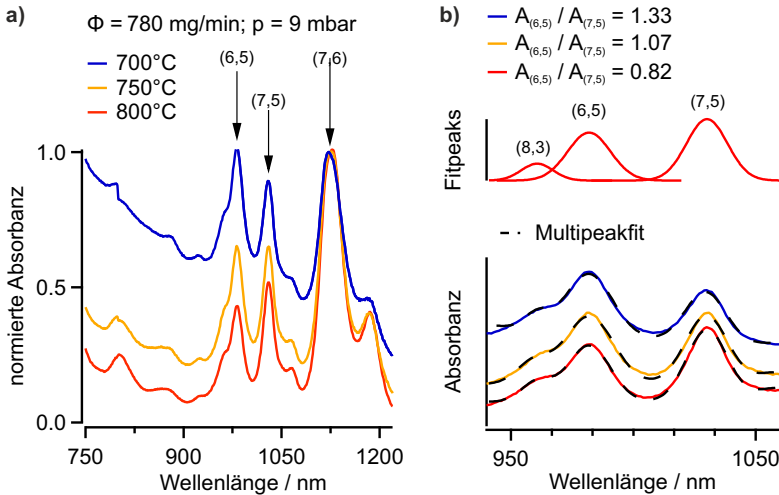 a)
Φ = 780 mg/min; p = 9 mbar
700°C
750°C
800°C
(6,5)
(7,5)
(7,6)
normierte Absorbanz
1.0
0.5
0.0
750
900
1050
1200
Wellenlänge / nm
b)
A(6,5) / A(7,5) = 1.33
A(6,5) / A(7,5) = 1.07
A(6,5) / A(7,5) = 0.82
Fitpeaks
(8,3)
(6,5)
(7,5)
Multipeakfit
Absorbanz
950
1050
Wellenlänge / nm